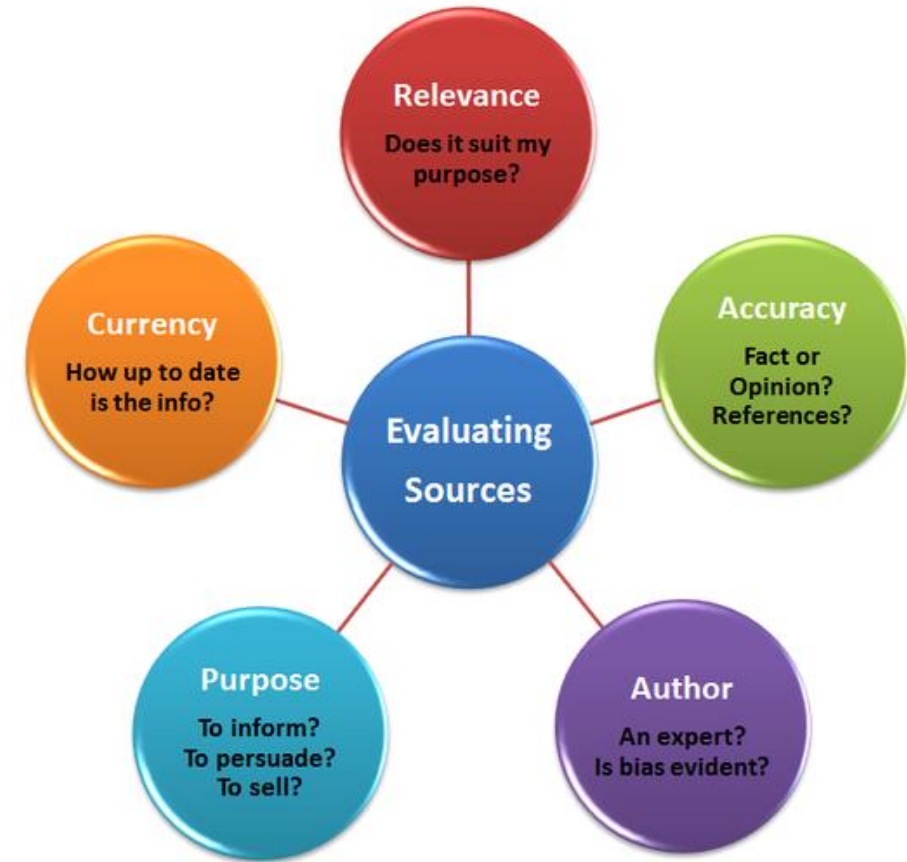 Relevance
Does it suit my
purpose?
Accuracy
Fact or
Opinion?
References?
Author
An expert?
Is bias evident?
Purpose
To inform?
To persuade?
To sell?
Currency
How up to date
is the info?
Evaluating
Sources